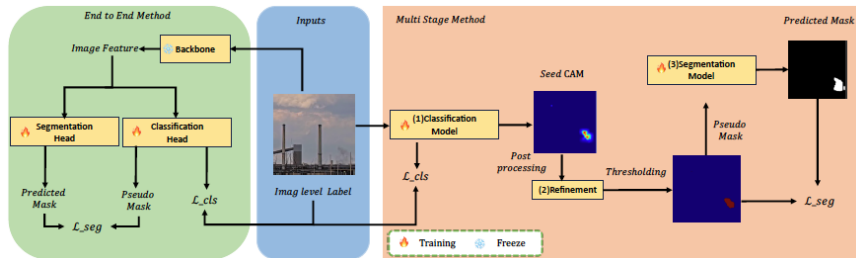 End to End Method
Inputs
Multi Stage Method
Predicted Mask
Image Feature
Backbone
Seed CAM
(3)Segmentation
Model
Segmentation
Head
Classification
Head
(1)Classification
Model
Post
processing
Thresholding
Pseudo
Mask
ℒ_cls
(2)Refinement
Predicted
Mask
Pseudo
Mask
ℒ_cls
Imag level Label
ℒ_seg
ℒ_seg
Training
Freeze